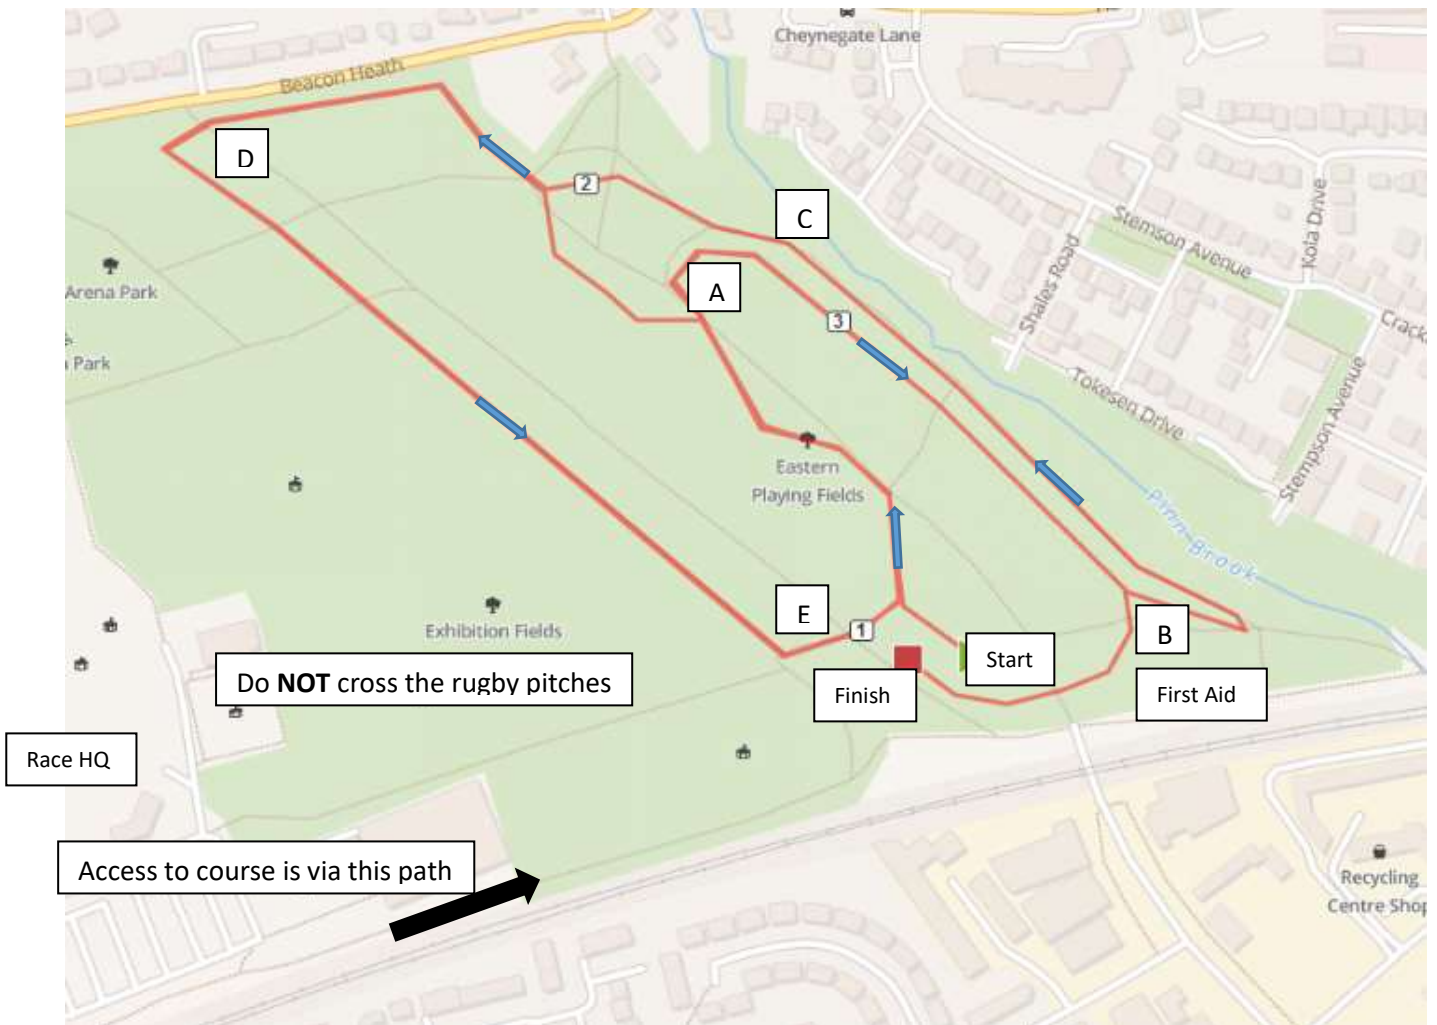 Cheynegate Lane
Beacon Heath
D
2
C
Stemson Avenue
Kota Drive
Shales Road
Arena Park
A
3
Park
Tokesen Drive
Stempson Avenue
Eastern
Playing Fields
Pinn Brook
E
1
B
Exhibition Fields
Start
Do NOT cross the rugby pitches
Finish
First Aid
Race HQ
Access to course is via this path
Recycling
Centre Shop